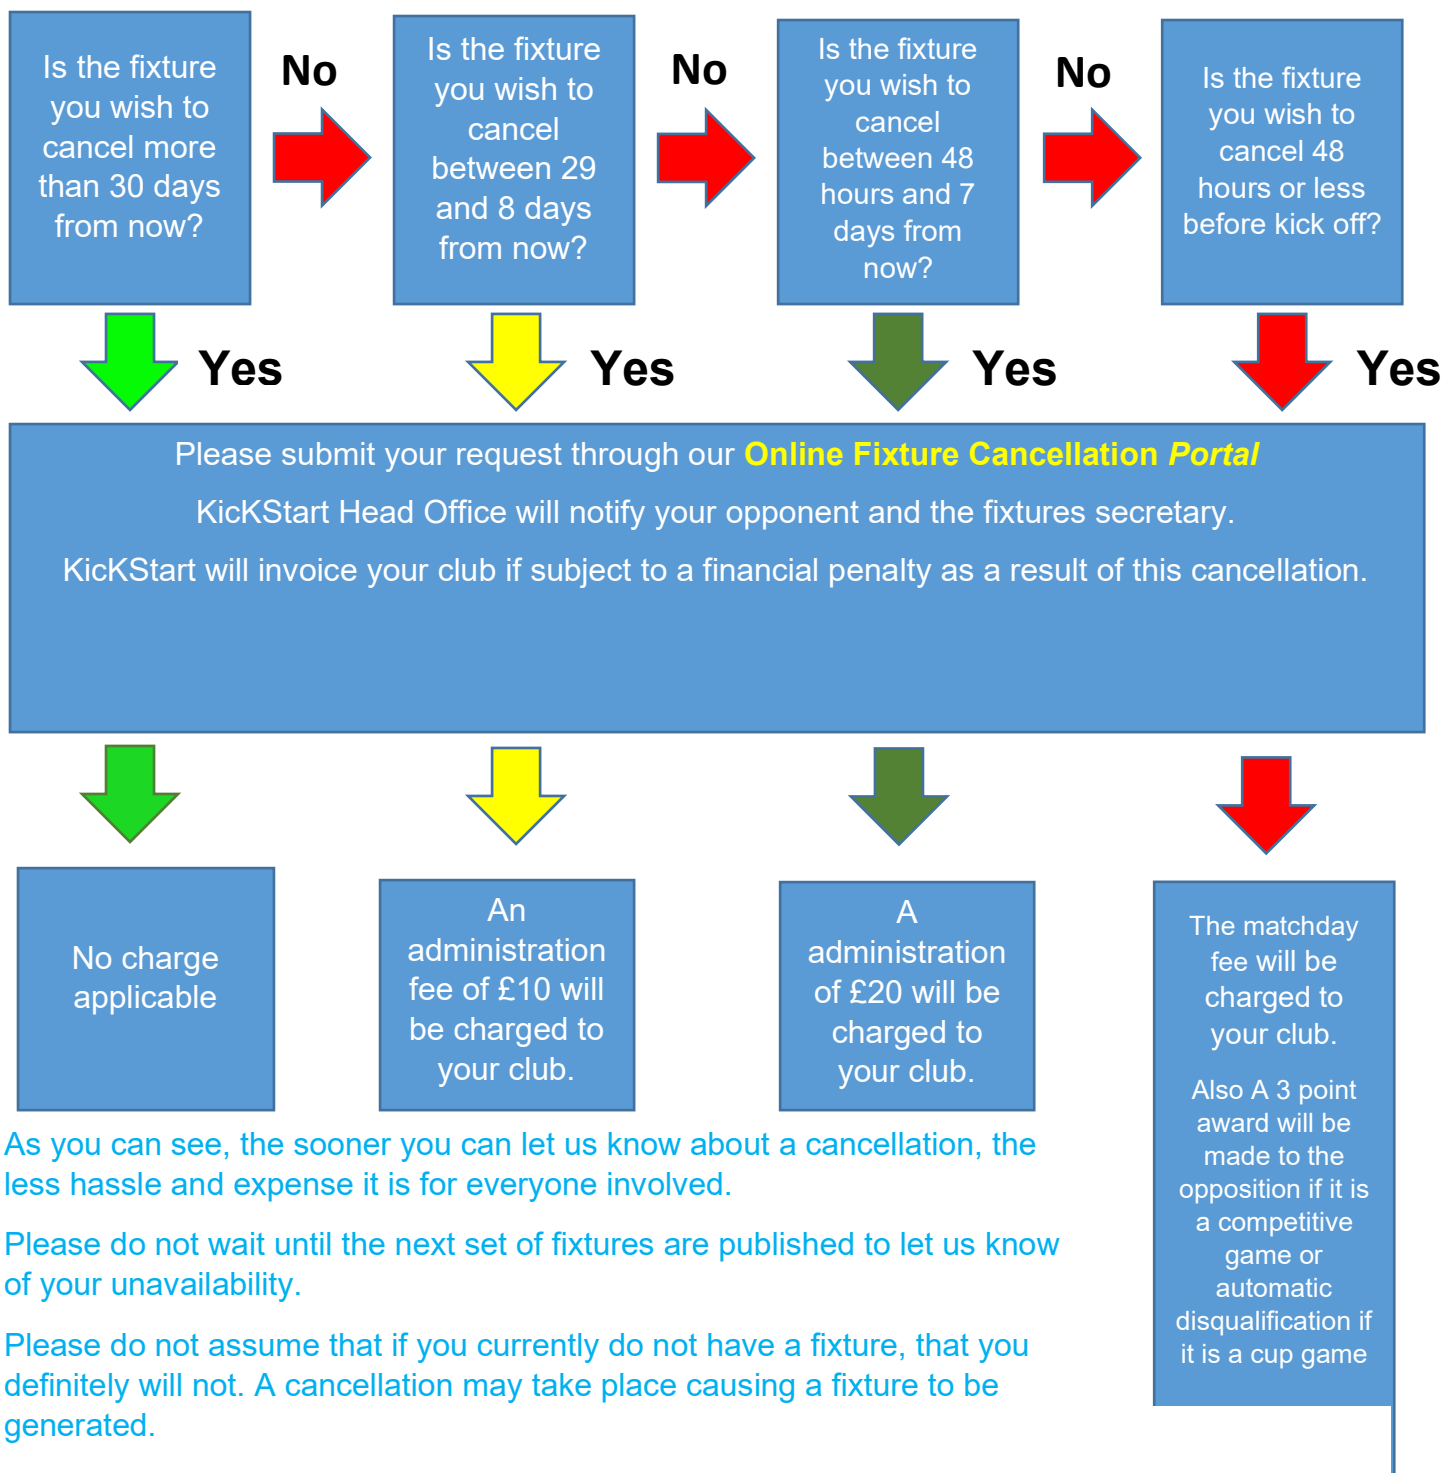 Is the fixture
you wish to
cancel more
than 30 days
from now?
No
Is the fixture
you wish to
cancel
between 29
and 8 days
from now?
No
Is the fixture
you wish to
cancel
between 48
hours and 7
days from
now?
No
Is the fixture
you wish to
cancel 48
hours or less
before kick off?
Yes
Yes
Yes
Yes
Please submit your request through our Online Fixture Cancellation Portal
KicKStart Head Office will notify your opponent and the fixtures secretary.
KicKStart will invoice your club if subject to a financial penalty as a result of this cancellation.
No charge
applicable
An
administration
fee of £10 will
be charged to
your club.
A
administration
of £20 will be
charged to
your club.
The matchday
fee will be
charged to
your club.
Also A 3 point
award will be
made to the
opposition if it is
a competitive
game or
automatic
disqualification if
it is a cup game
As you can see, the sooner you can let us know about a cancellation, the
less hassle and expense it is for everyone involved.
Please do not wait until the next set of fixtures are published to let us know
of your unavailability.
Please do not assume that if you currently do not have a fixture, that you
definitely will not. A cancellation may take place causing a fixture to be
generated.